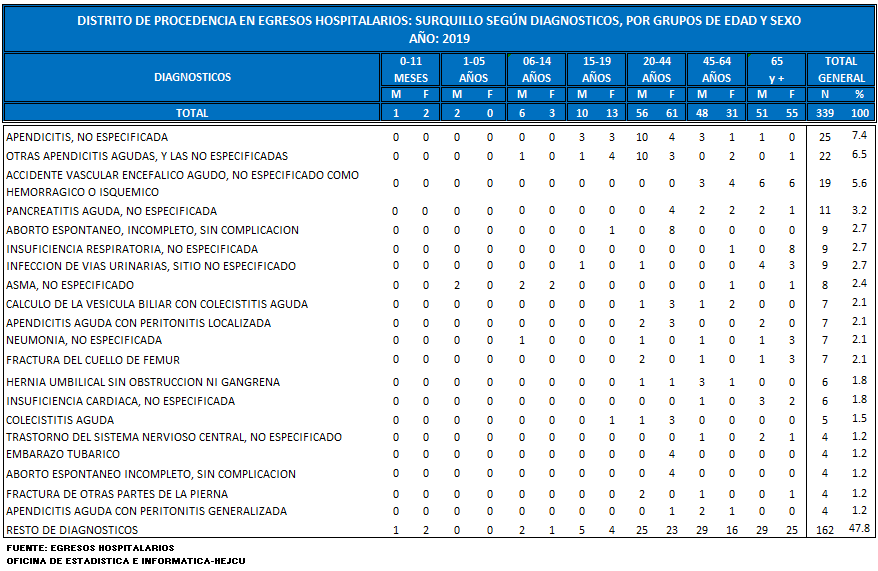 DISTRITO DE PROCEDENCIA EN EGRESOS HOSPITALARIOS: SURQUILLO SEGÚN DIAGNOSTICOS, POR GRUPOS DE EDAD Y SEXO
AÑO: 2019
DIAGNOSTICOS 0-11 MESES 1-05 AÑOS 06-14 AÑOS 15-19 AÑOS 20-44 AÑOS 45-64 AÑOS 65 y + TOTAL GENERAL
M F M F M F M F M F M F M F N %
TOTAL 1 2 2 0 6 3 10 13 56 61 48 31 51 55 339 100
APENDICITIS, NO ESPECIFICADA 0 0 0 0 0 0 3 3 10 4 3 1 1 0 25 7.4
OTRAS APENDICITIS AGUDAS, Y LAS NO ESPECIFICADAS 0 0 0 0 1 0 1 4 10 3 0 2 0 1 22 6.5
ACCIDENTE VASCULAR ENCEFALICO AGUDO, NO ESPECIFICADO COMO
HEMORRAGICO O ISQUEMICO 0 0 0 0 0 0 0 0 0 0 3 4 6 6 19 5.6
PANCREATITIS AGUDA, NO ESPECIFICADA 0 0 0 0 0 0 0 0 0 4 2 2 2 1 11 3.2
ABORTO ESPONTANEO, INCOMPLETO, SIN COMPLICACION 0 0 0 0 0 0 0 1 0 8 0 0 0 0 9 2.7
INSUFICIENCIA RESPIRATORIA, NO ESPECIFICADA 0 0 0 0 0 0 0 0 0 0 0 1 0 8 9 2.7
INFECCION DE VIAS URINARIAS, SITIO NO ESPECIFICADO 0 0 0 0 0 0 1 0 1 0 0 0 4 3 9 2.7
ASMA, NO ESPECIFICADO 0 0 2 0 2 2 0 0 0 0 0 1 0 1 8 2.4
CALCULO DE LA VESICULA BILIAR CON COLECISTITIS AGUDA 0 0 0 0 0 0 0 0 1 3 1 2 0 0 7 2.1
APENDICITIS AGUDA CON PERITONITIS LOCALIZADA 0 0 0 0 0 0 0 0 2 3 0 0 2 0 7 2.1
NEUMONIA, NO ESPECIFICADA 0 0 0 0 1 0 0 0 1 0 1 0 1 3 7 2.1
FRACTURA DEL CUELLO DE FEMUR 0 0 0 0 0 0 0 0 2 0 1 0 1 3 7 2.1
HERNIA UMBILICAL SIN OBSTRUCCION NI GANGRENA 0 0 0 0 0 0 0 0 1 1 3 1 0 0 6 1.8
INSUFICIENCIA CARDIACA, NO ESPECIFICADA 0 0 0 0 0 0 0 0 0 0 1 0 3 2 6 1.8
COLECISTITIS AGUDA 0 0 0 0 0 0 0 1 1 3 0 0 0 0 5 1.5
TRASTORNO DEL SISTEMA NERVIOSO CENTRAL, NO ESPECIFICADO 0 0 0 0 0 0 0 0 0 0 1 0 2 1 4 1.2
EMBARAZO TUBARICO 0 0 0 0 0 0 0 0 0 4 0 0 0 0 4 1.2
ABORTO ESPONTANEO INCOMPLETO, SIN COMPLICACION 0 0 0 0 0 0 0 0 0 4 0 0 0 0 4 1.2
FRACTURA DE OTRAS PARTES DE LA PIERNA 0 0 0 0 0 0 0 0 2 0 1 0 0 1 4 1.2
APENDICITIS AGUDA CON PERITONITIS GENERALIZADA 0 0 0 0 0 0 0 0 0 1 2 1 0 0 4 1.2
RESTO DE DIAGNOSTICOS 1 2 0 0 2 1 5 4 25 23 29 16 29 25 162 47.8
FUENTE: EGRESOS HOSPITALARIOS
OFICINA DE ESTADISTICA E INFORMATICA-HEJCU